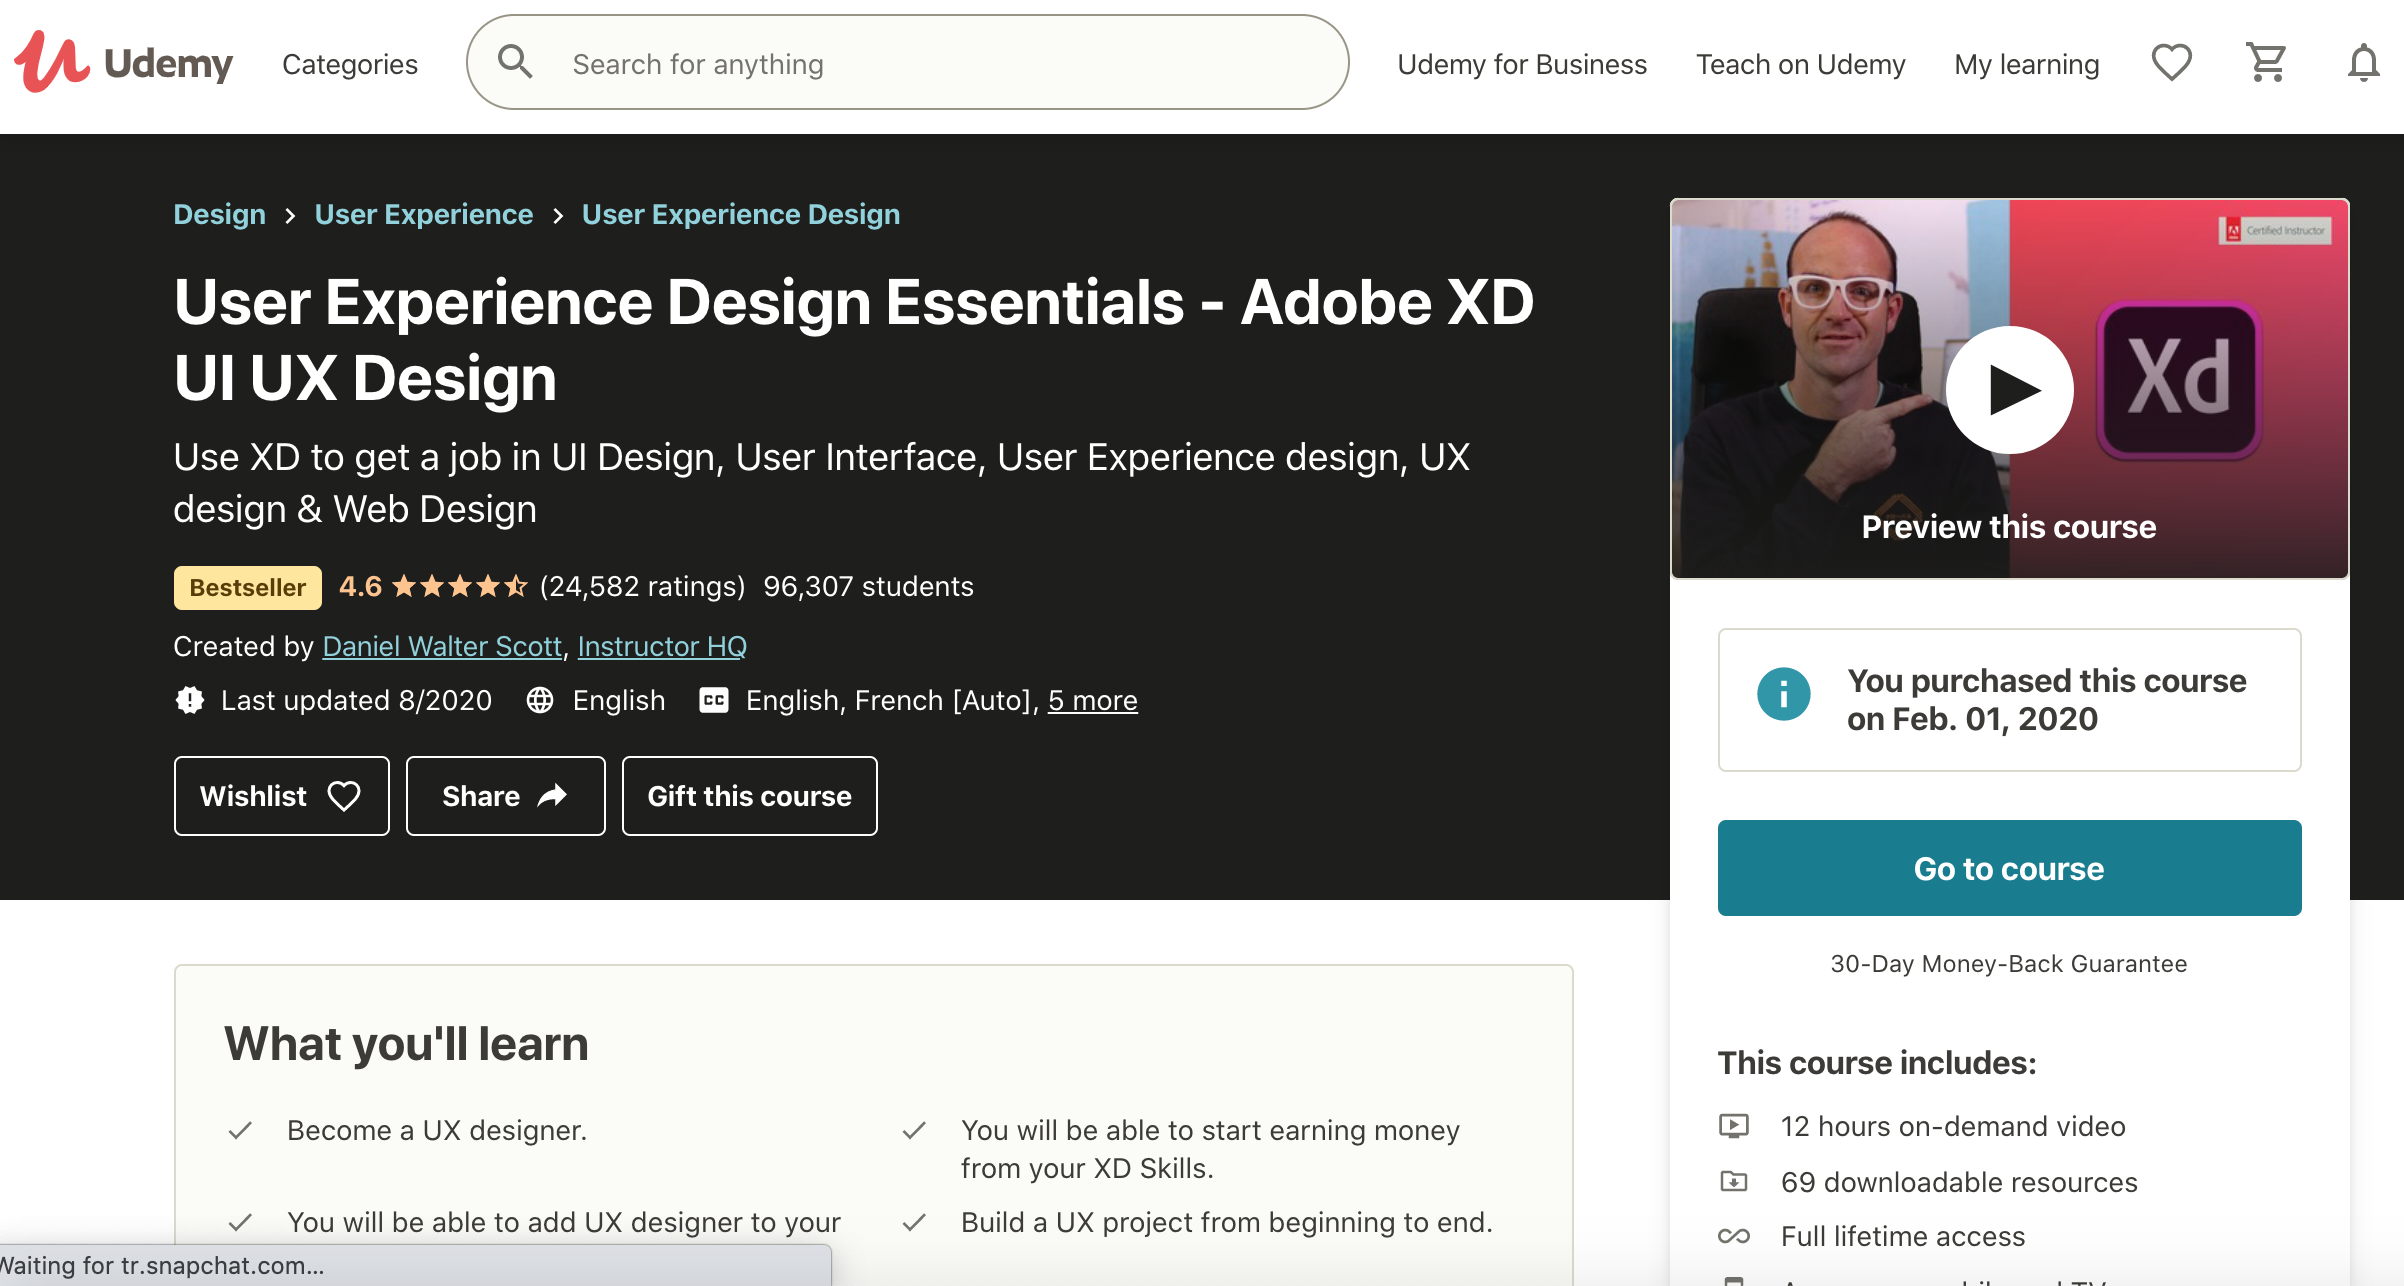 Udemy
Categories
Search for anything
Udemy for Business
Teach on Udemy
My learning
Design
User Experience
User Experience Design
User Experience Design Essentials - Adobe XD
UI UX Design
Use XD to get a job in UI Design, User Interface, User Experience design, UX
design & Web Design
Bestseller
4.6
(24,582 ratings)
96,307 students
Created by Daniel Walter Scott, Instructor HQ
Last updated 8/2020
English
CC
English, French [Auto], 5 more
Wishlist
Share
Gift this course
Certified Instructor
Xd
Preview this course
You purchased this course
on Feb. 01, 2020
Go to course
30-Day Money-Back Guarantee
This course includes:
12 hours on-demand video
69 downloadable resources
Full lifetime access
What you'll learn
Become a UX designer.
You will be able to start earning money
from your XD Skills.
You will be able to add UX designer to your
Build a UX project from beginning to end.
Waiting for tr.snapchat.com...